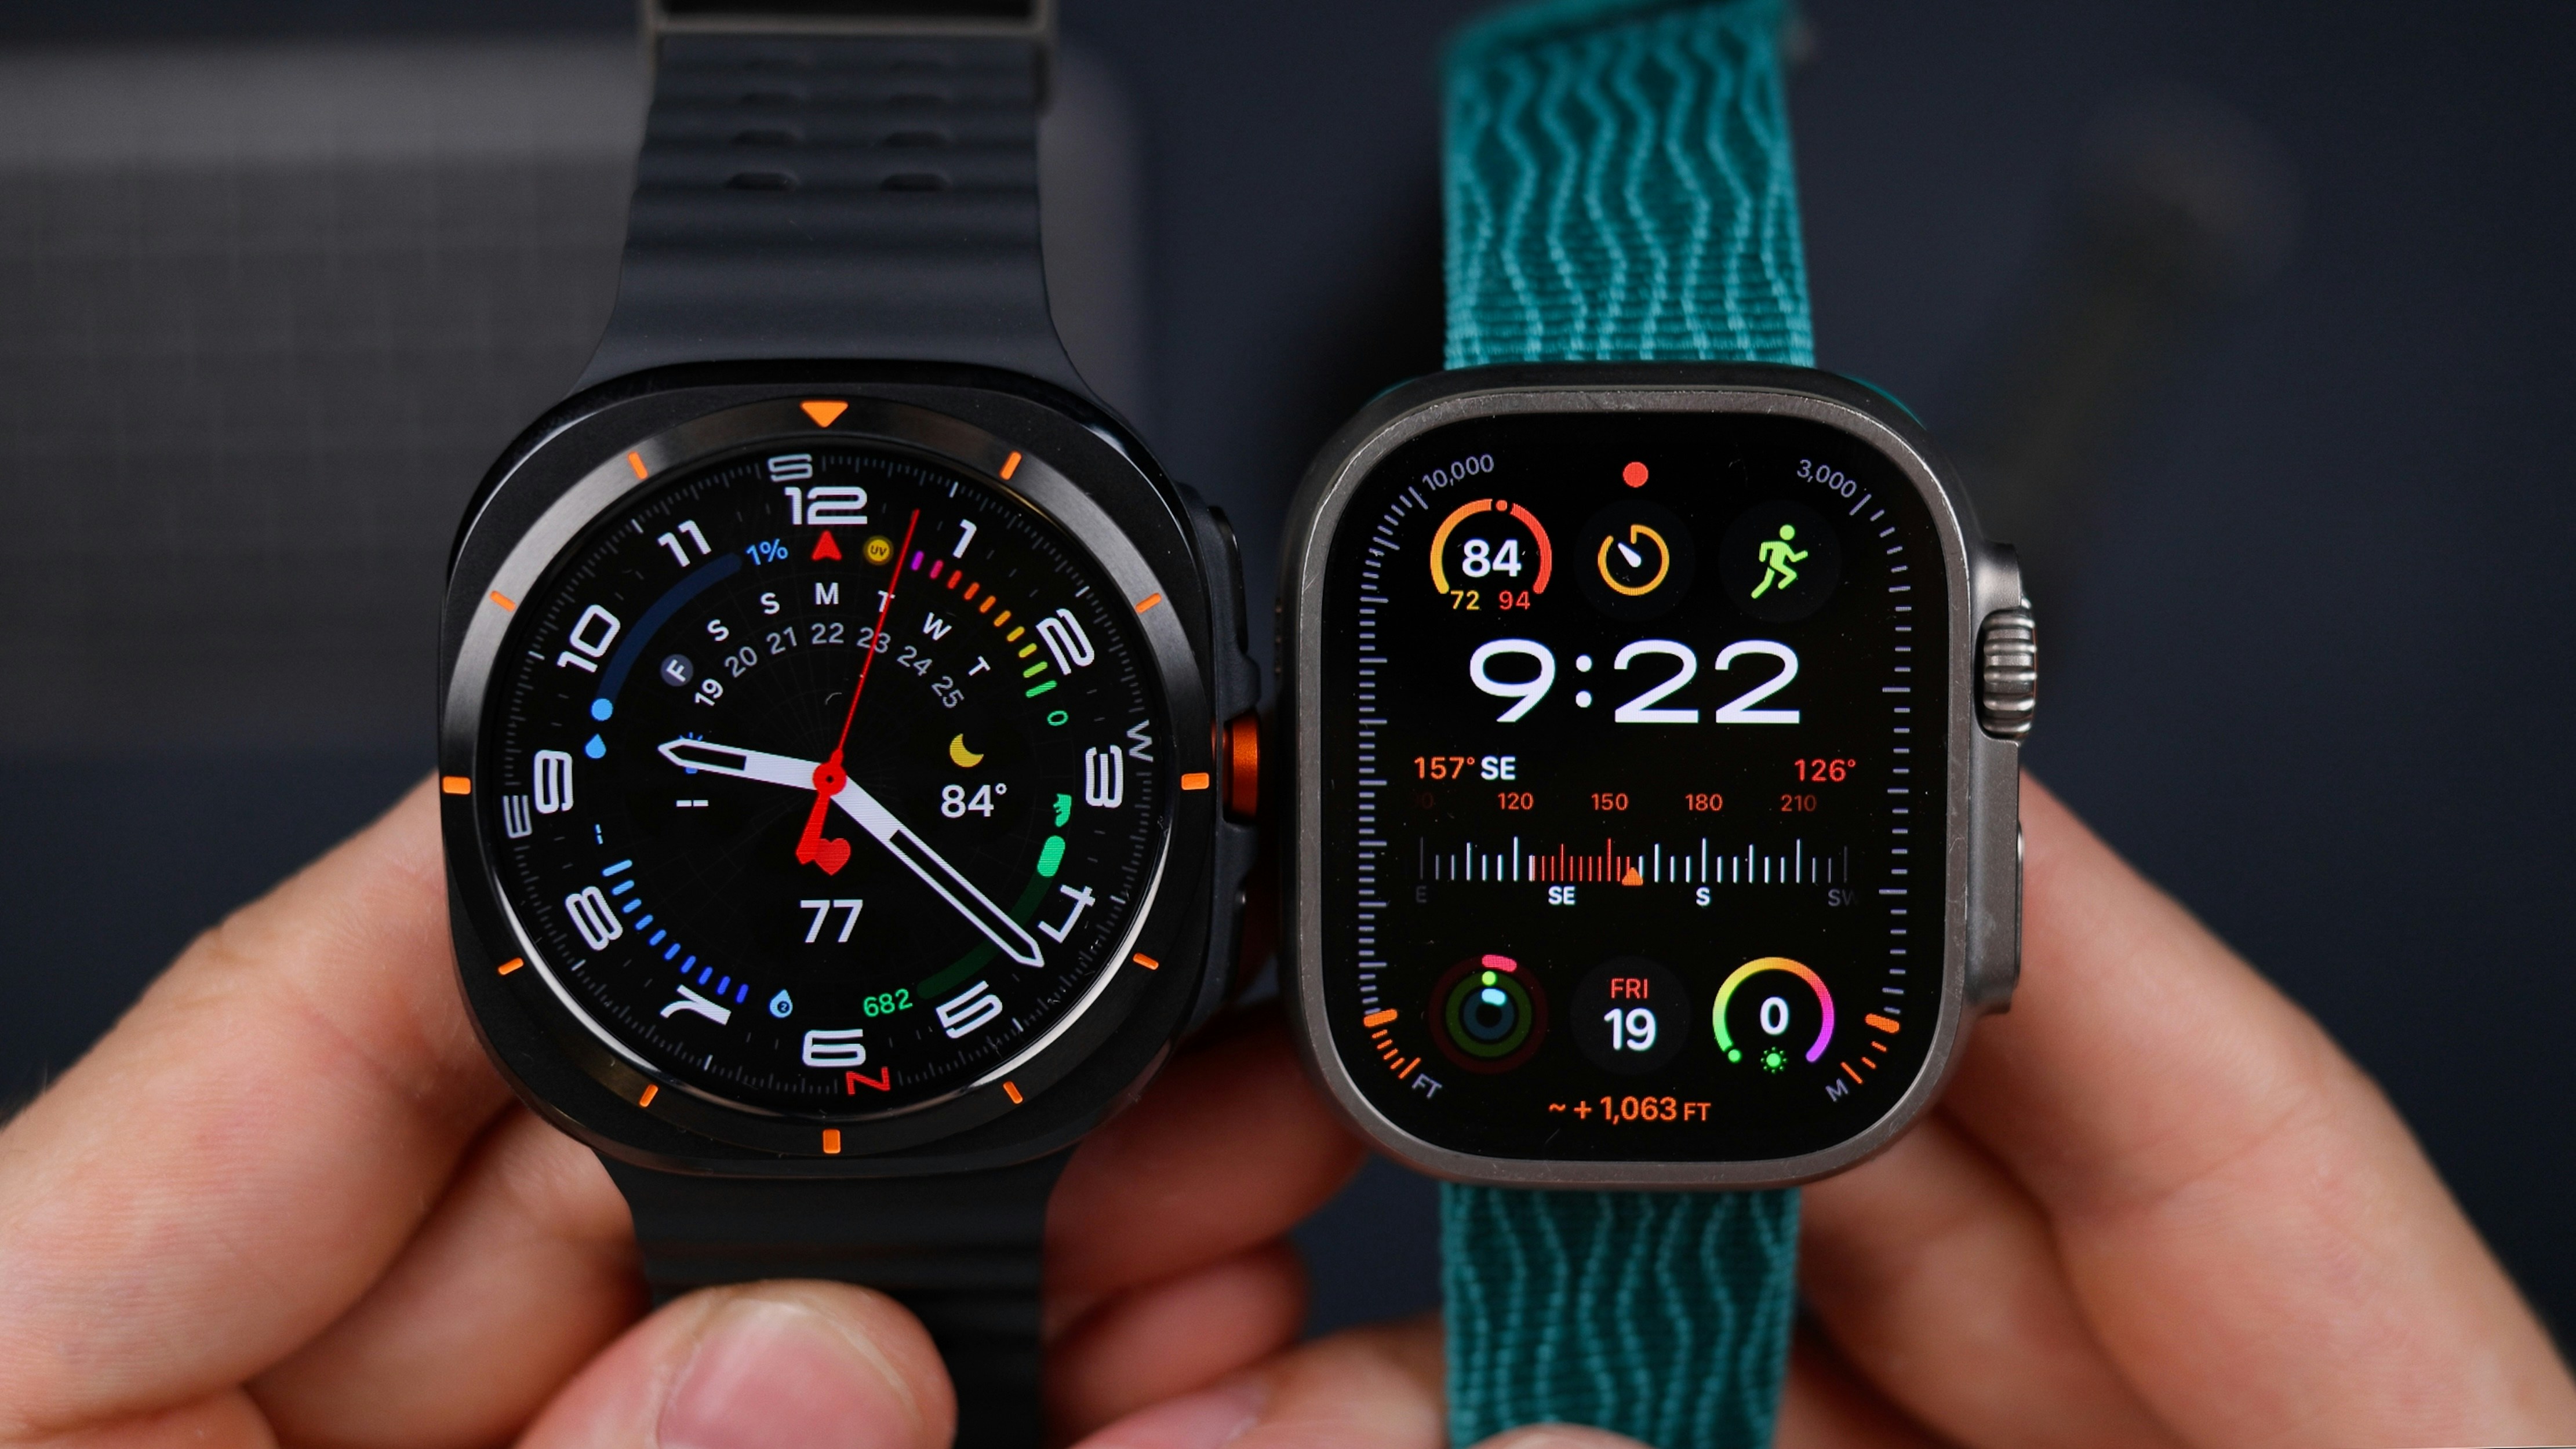 S
12
1
2
3
4
5
6
7
8
9
10
11
W
N
E
1%
UV
F S S M T W T
19 20 21 22 23 24 25
0
84°
--
--
77
682
10,000
3,000
84
72 94
9:22
157° SE
126°
120 150 180 210
E SE S SW
FRI
19
0
FT
M
~ + 1,063 FT